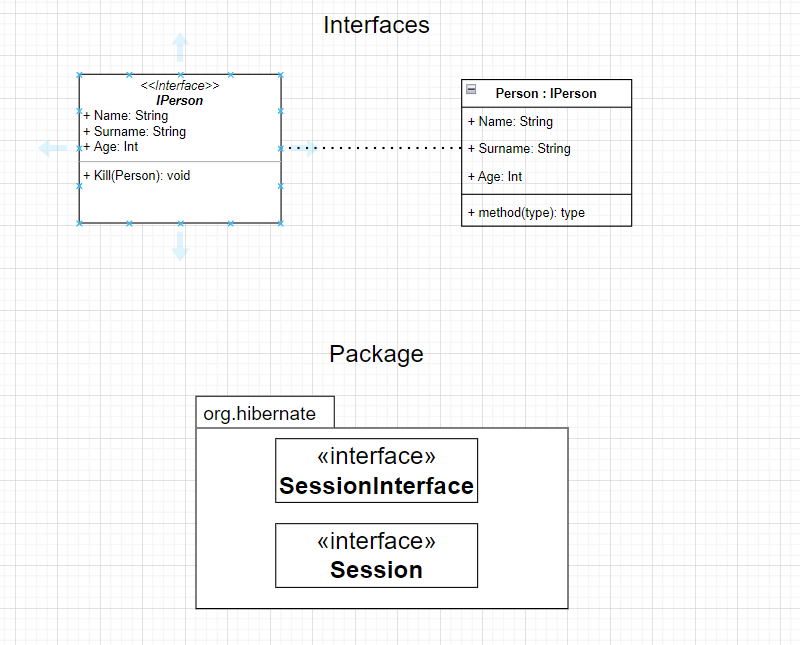 Interfaces
<<Interface>>
IPerson
+ Name: String
+ Surname: String
+ Age: Int
+ Kill(Person): void
Person : IPerson
+ Name: String
+ Surname: String
+ Age: Int
+ method(type): type
Package
org.hibernate
«interface»
SessionInterface
«interface»
Session